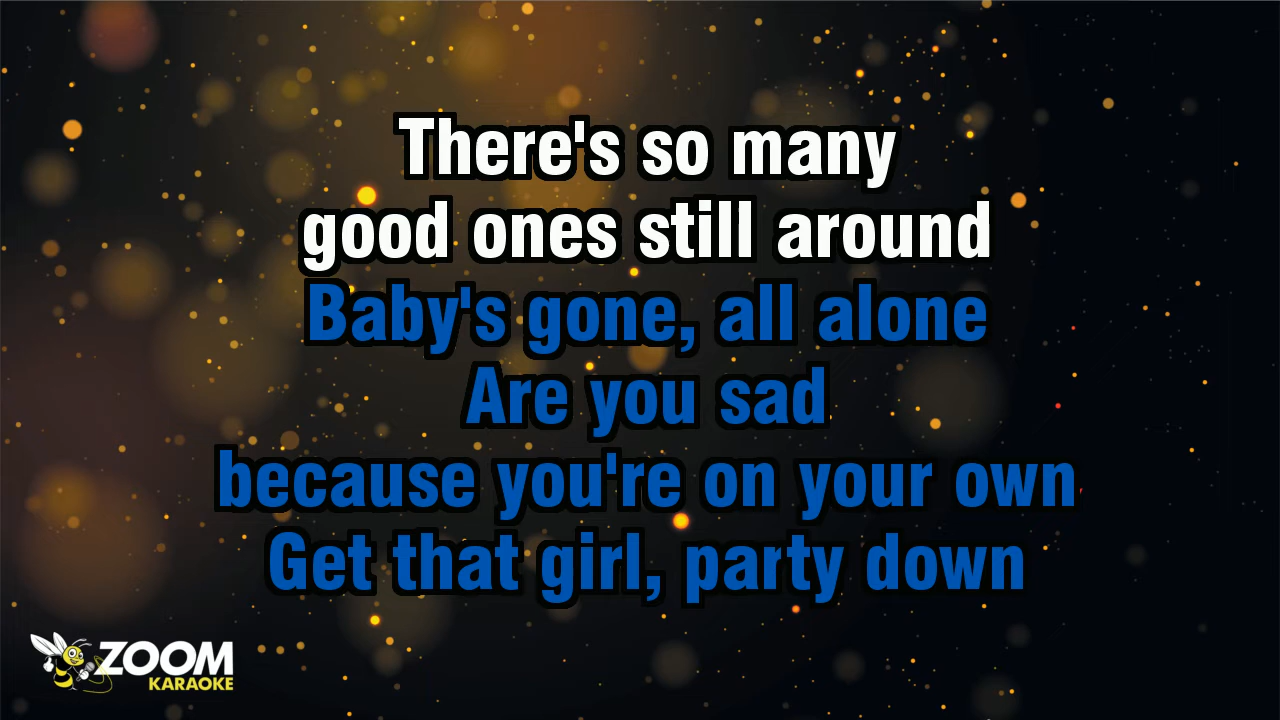 There's so many
good ones still around
Baby's gone, all alone
Are you sad
because you're on your own
Get that girl, party down
ZOOM
KARAOKE